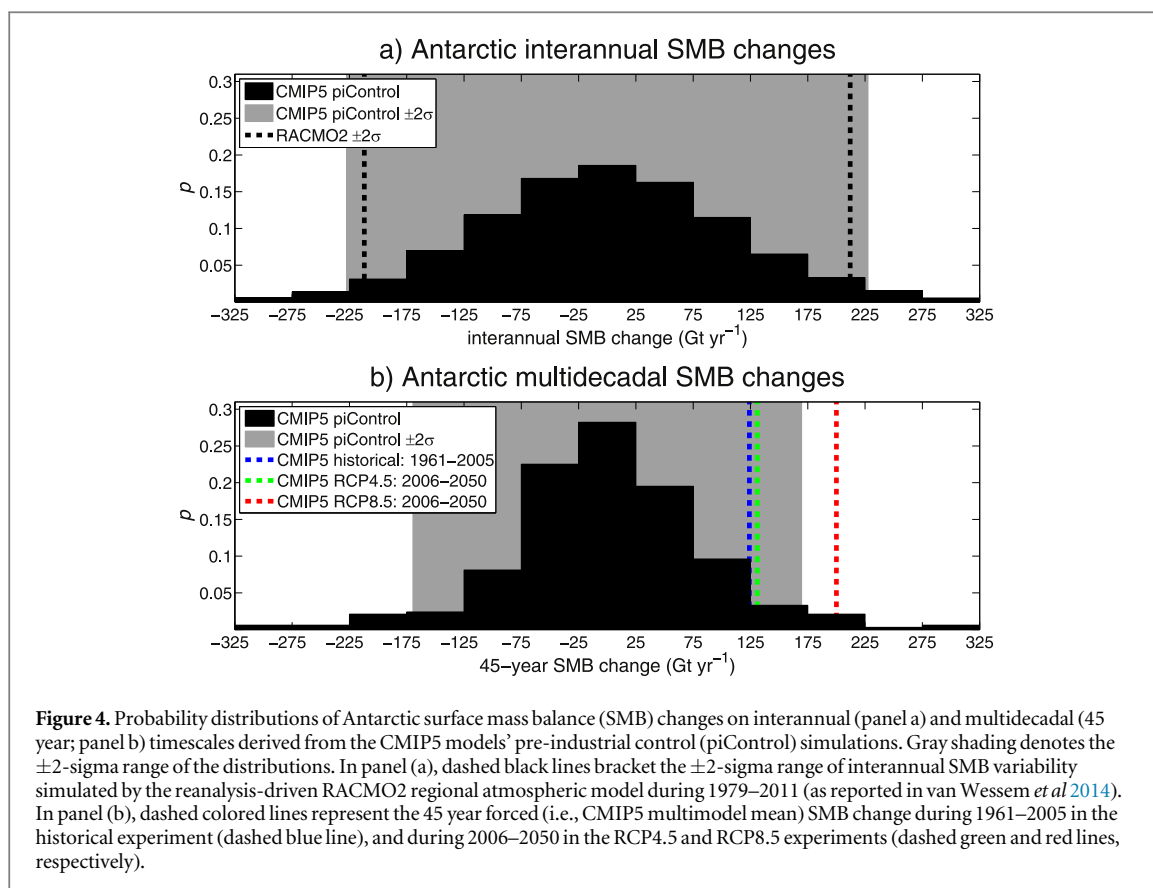 a) Antarctic interannual SMB changes
0.3
0.25
0.2
0.15
0.1
0.05
p
CMIP5 piControl
CMIP5 piControl ±2σ
RACMO2 ±2σ
−325 −275 −225 −175 −125 −75 −25 25 75 125 175 225 275 325
interannual SMB change (Gt yr⁻¹)
b) Antarctic multidecadal SMB changes
0.3
0.25
0.2
0.15
0.1
0.05
p
CMIP5 piControl
CMIP5 piControl ±2σ
CMIP5 historical: 1961−2005
CMIP5 RCP4.5: 2006−2050
CMIP5 RCP8.5: 2006−2050
−325 −275 −225 −175 −125 −75 −25 25 75 125 175 225 275 325
45−year SMB change (Gt yr⁻¹)
Figure 4. Probability distributions of Antarctic surface mass balance (SMB) changes on interannual (panel a) and multidecadal (45
year; panel b) timescales derived from the CMIP5 models' pre-industrial control (piControl) simulations. Gray shading denotes the
±2-sigma range of the distributions. In panel (a), dashed black lines bracket the ±2-sigma range of interannual SMB variability
simulated by the reanalysis-driven RACMO2 regional atmospheric model during 1979–2011 (as reported in van Wessem et al 2014).
In panel (b), dashed colored lines represent the 45 year forced (i.e., CMIP5 multimodel mean) SMB change during 1961–2005 in the
historical experiment (dashed blue line), and during 2006–2050 in the RCP4.5 and RCP8.5 experiments (dashed green and red lines,
respectively).